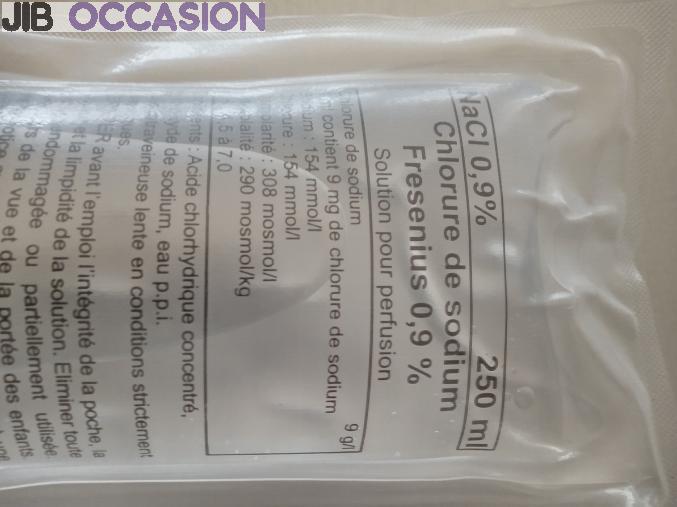 JIB OCCASION
NaCl 0,9% 250 ml
Chlorure de sodium
Fresenius 0,9 %
Solution pour perfusion
Chlorure de sodium 9 g/l
contient 9 mg de chlorure de sodium
154 mmol/l
154 mmol/l
308 mosmol/l
290 mosmol/kg
5 à 7,0
Acide chlorhydrique concentré,
de sodium, eau p.p.i.
lente en conditions strictement
avant l'emploi l'intégrité de la poche, la
et la limpidité de la solution. Eliminer toute
endommagée ou partiellement utilisée.
de la vue et de la portée des enfants